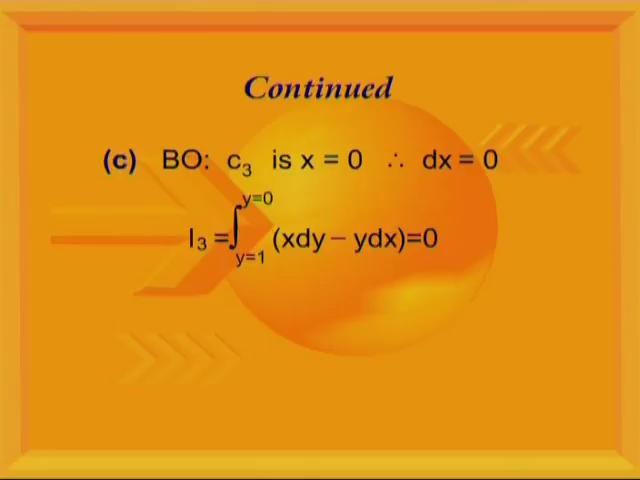 Continued
(c) BO: c₃ is x = 0 ∴ dx = 0
y=0
I₃ =∫ (xdy − ydx)=0
y=1